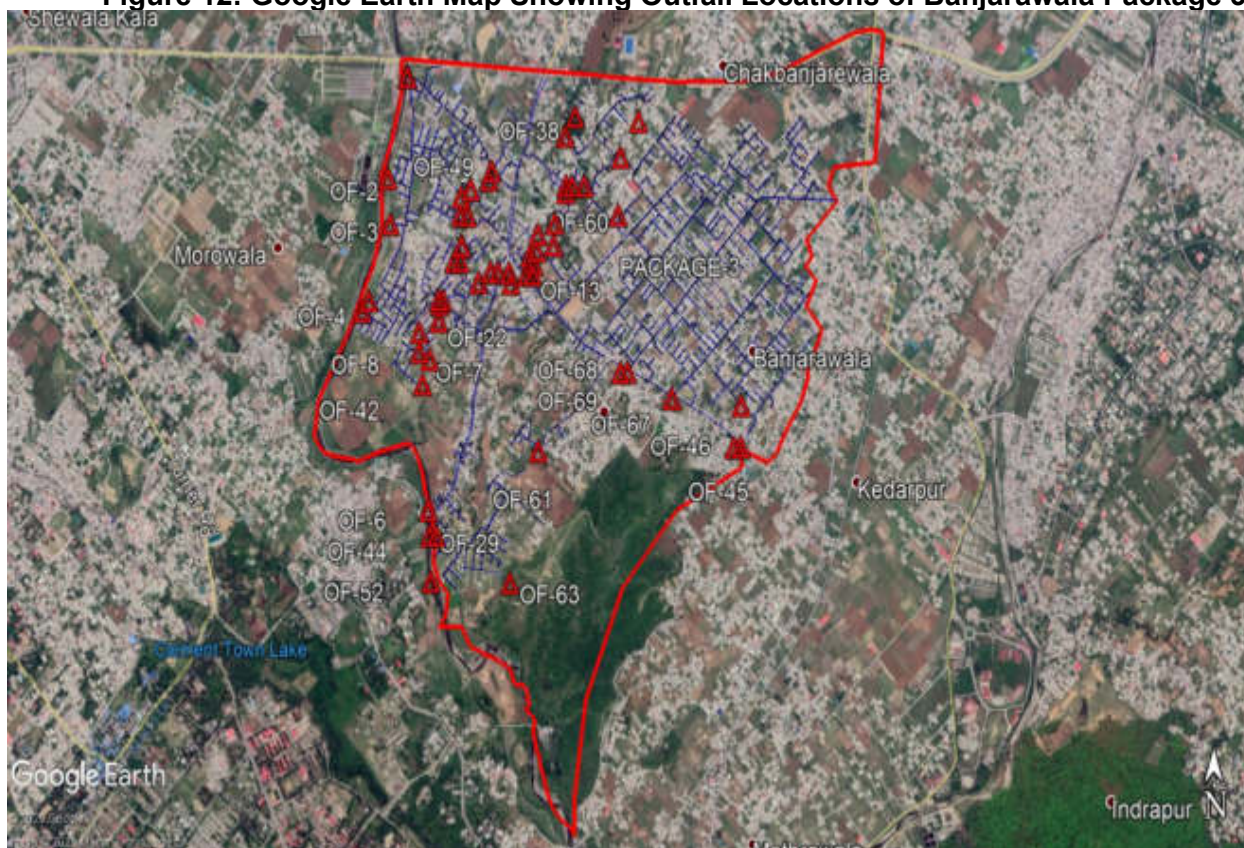 Figure 12: Google Earth Map Showing Outfall Locations of Banjarawala Package
Shewala Kala
Chakbanjarewala
OF-38
OF-49
OF-2
OF-60
OF-3
Morowala
PACKAGE-3
OF-13
OF-4
OF-22
Banjarawala
OF-8
OF-7
OF-68
OF-69
OF-42
OF-67
OF-46
Kedarpur
OF-45
OF-61
OF-6
OF-29
OF-44
OF-52
OF-63
Clement Town Lake
Google Earth
N
Indrapur